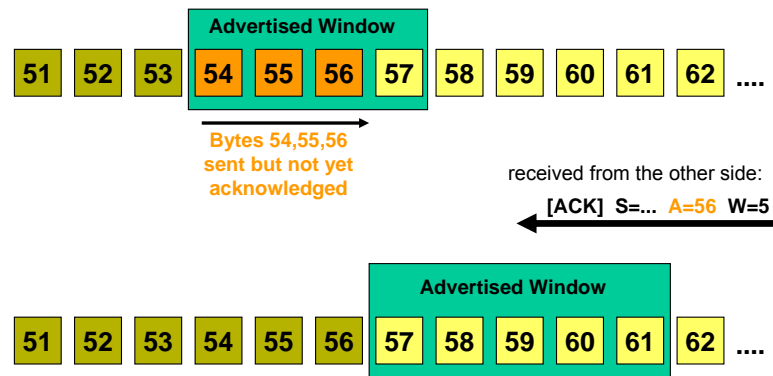 Advertised Window
51 52 53 54 55 56 57 58 59 60 61 62 ....
Bytes 54,55,56
sent but not yet
acknowledged
received from the other side:
[ACK] S=... A=56 W=5
Advertised Window
51 52 53 54 55 56 57 58 59 60 61 62 ....